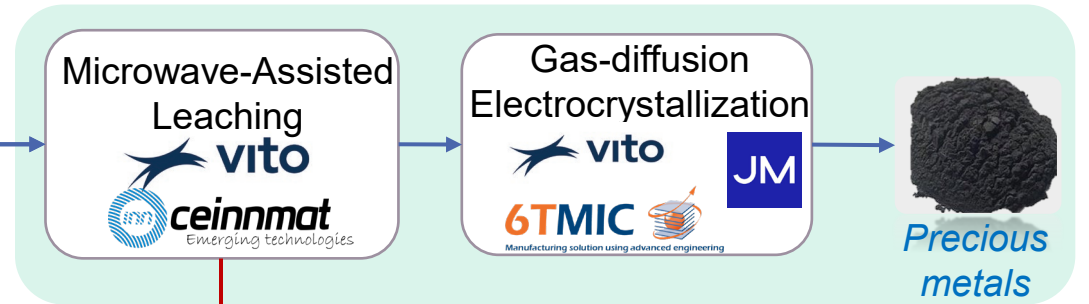 Microwave-Assisted
Leaching
vito
inn
ceinnmat
Emerging technologies
Gas-diffusion
Electrocrystallization
vito
JM
6TMIC
Manufacturing solution using advanced engineering
Precious
metals